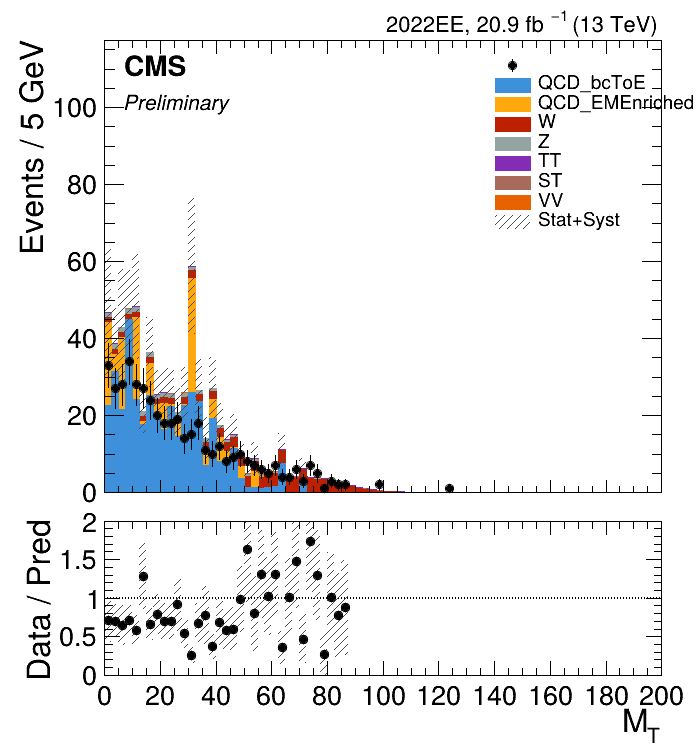 2022EE, 20.9 fb ⁻¹ (13 TeV)
CMS
Preliminary
QCD_bcToE
QCD_EMEnriched
W
Z
TT
ST
VV
Stat+Syst
Events / 5 GeV
100
80
60
40
20
0
Data / Pred
2
1.5
1
0.5
0
0 20 40 60 80 100 120 140 160 180 200
M_T